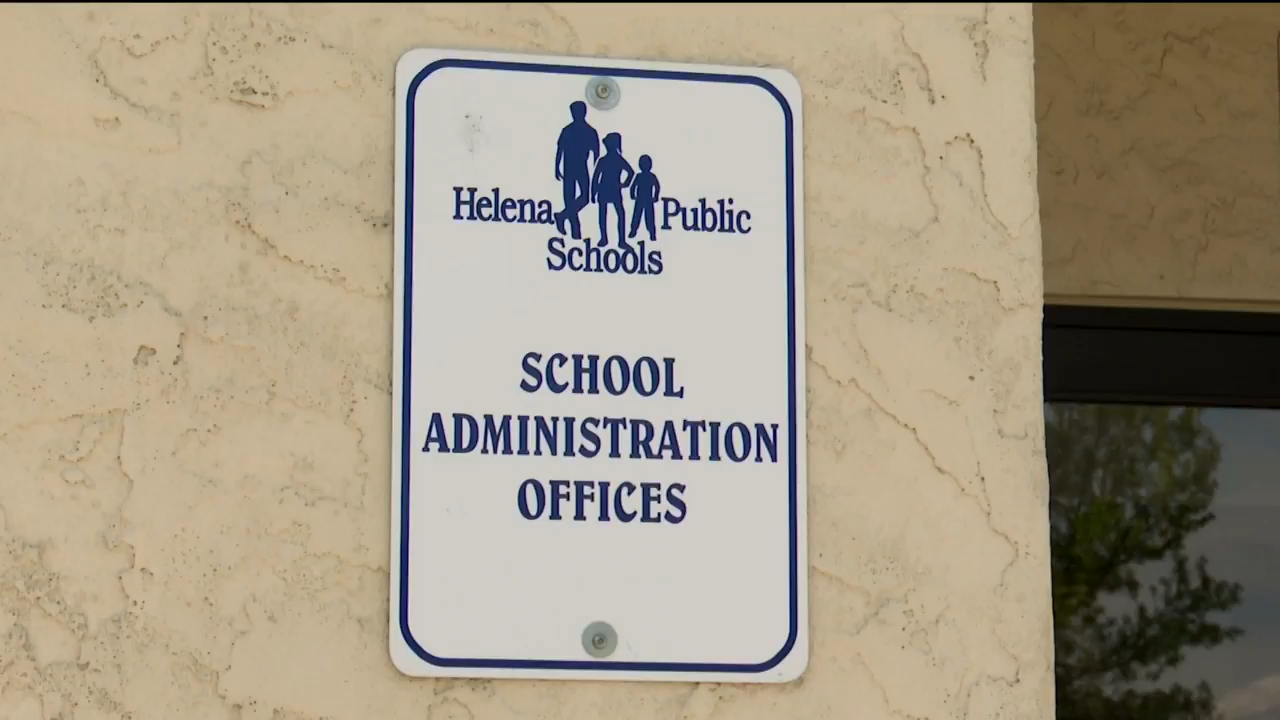 Helena Public
Schools
SCHOOL
ADMINISTRATION
OFFICES